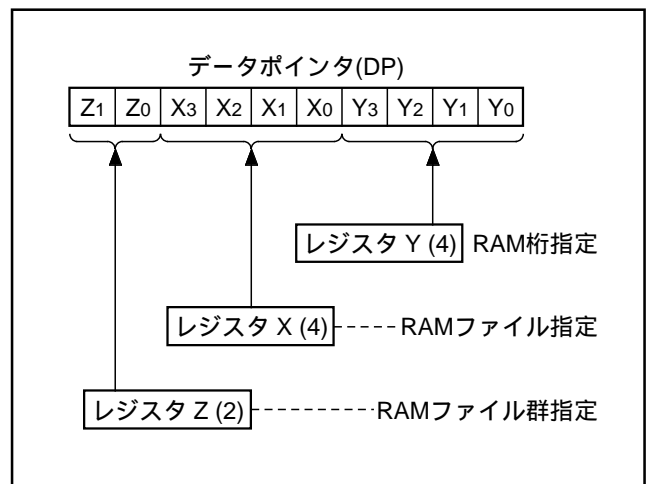 データポインタ(DP)
Z1 Z0 X3 X2 X1 X0 Y3 Y2 Y1 Y0
レジスタ Y (4) RAM桁指定
レジスタ X (4) RAMファイル指定
レジスタ Z (2) RAMファイル群指定